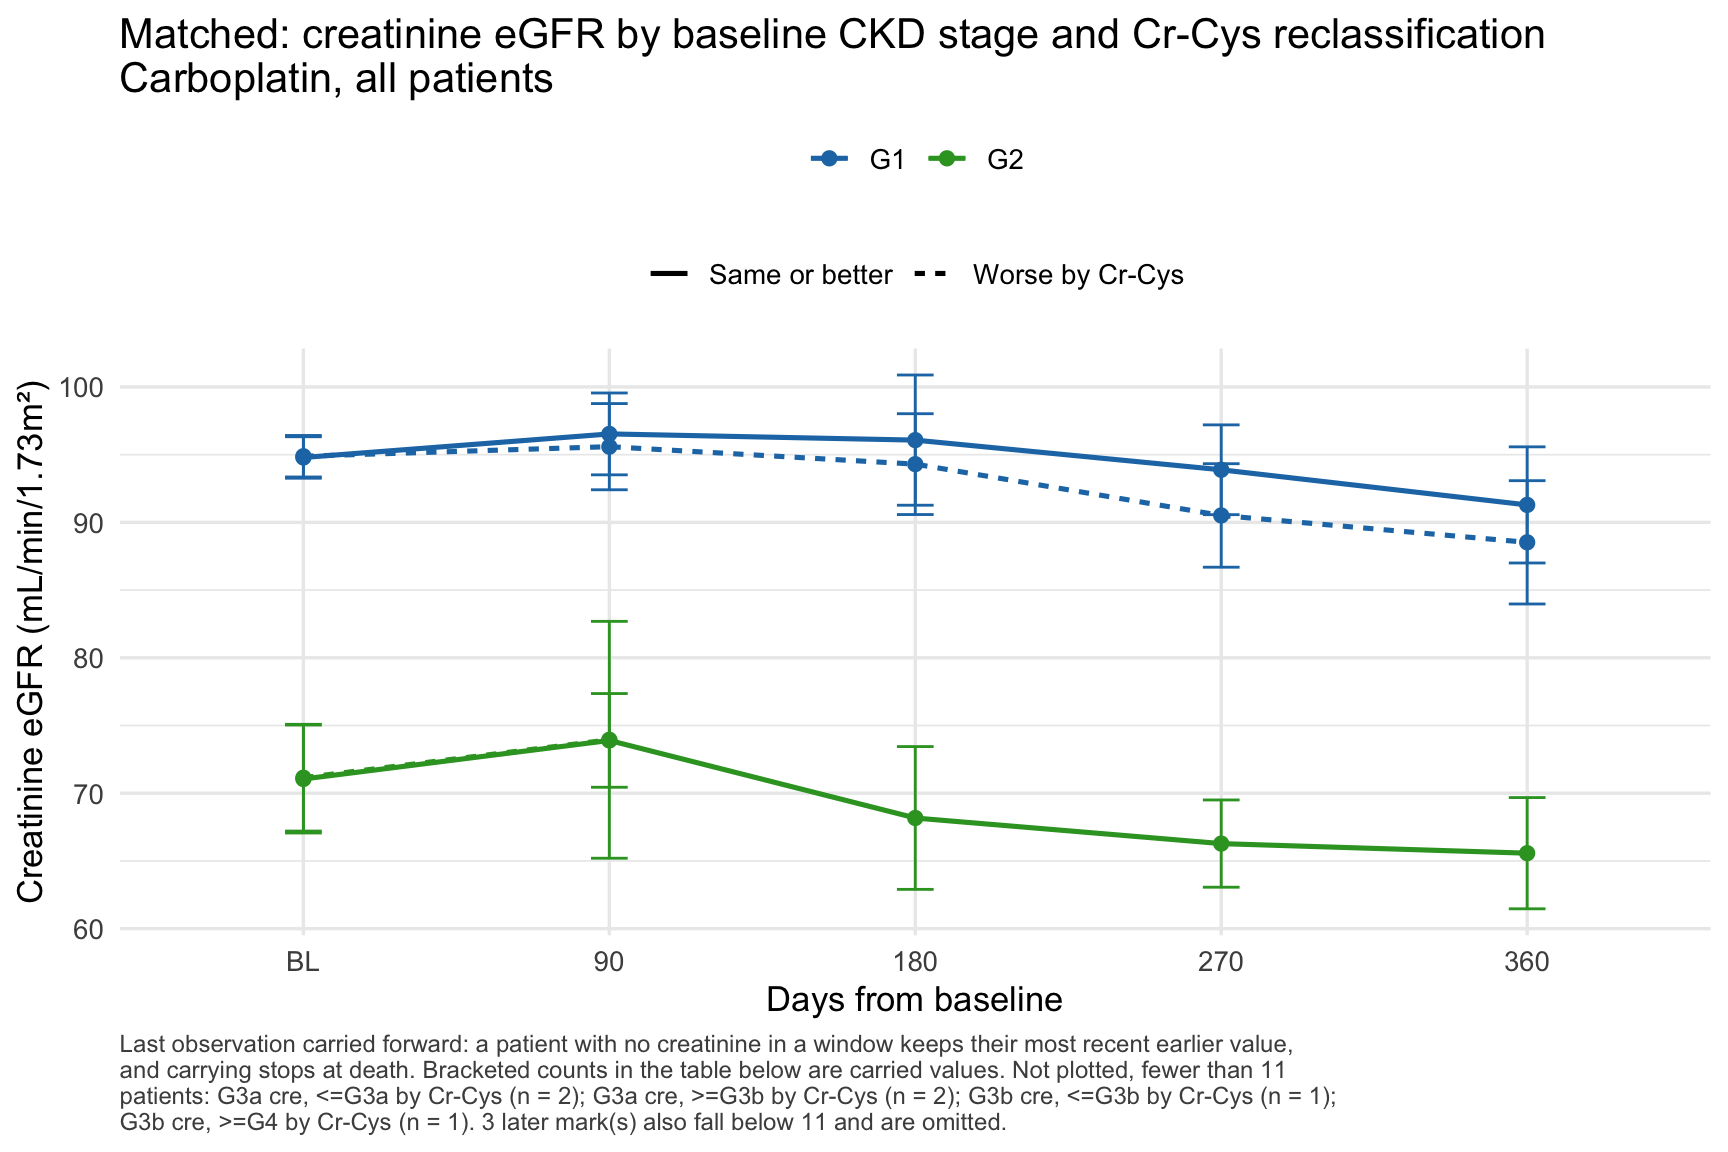 Matched: creatinine eGFR by baseline CKD stage and Cr-Cys reclassification
Carboplatin, all patients
G1 G2
Same or better Worse by Cr-Cys
Creatinine eGFR (mL/min/1.73m²)
100
90
80
70
60
BL 90 180 270 360
Days from baseline
Last observation carried forward: a patient with no creatinine in a window keeps their most recent earlier value,
and carrying stops at death. Bracketed counts in the table below are carried values. Not plotted, fewer than 11
patients: G3a cre, <=G3a by Cr-Cys (n = 2); G3a cre, >=G3b by Cr-Cys (n = 2); G3b cre, <=G3b by Cr-Cys (n = 1);
G3b cre, >=G4 by Cr-Cys (n = 1). 3 later mark(s) also fall below 11 and are omitted.